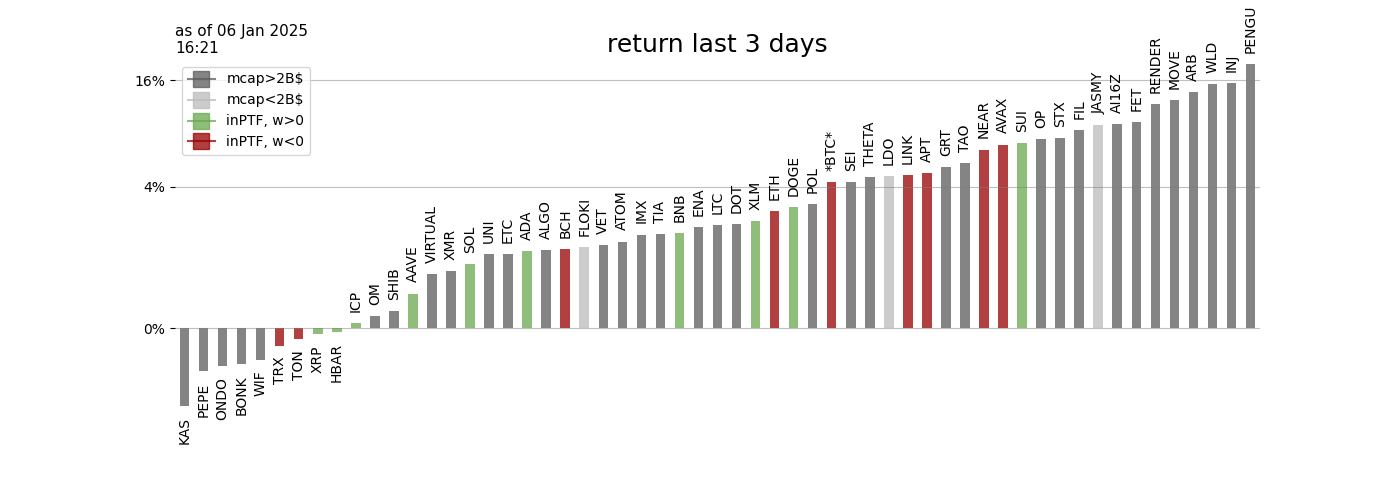 as of 06 Jan 2025
16:21
return last 3 days
mcap>2B$
mcap<2B$
inPTF, w>0
inPTF, w<0
16%
4%
0%
KAS
PEPE
ONDO
BONK
WIF
TRX
TON
XRP
HBAR
ICP
OM
SHIB
AAVE
VIRTUAL
XMR
SOL
UNI
ETC
ADA
ALGO
BCH
FLOKI
VET
ATOM
IMX
TIA
BNB
ENA
LTC
DOT
XLM
ETH
DOGE
POL
*BTC*
SEI
THETA
LDO
LINK
APT
GRT
TAO
NEAR
AVAX
SUI
OP
STX
FIL
JASMY
AI16Z
FET
RENDER
MOVE
ARB
WLD
INJ
PENGU